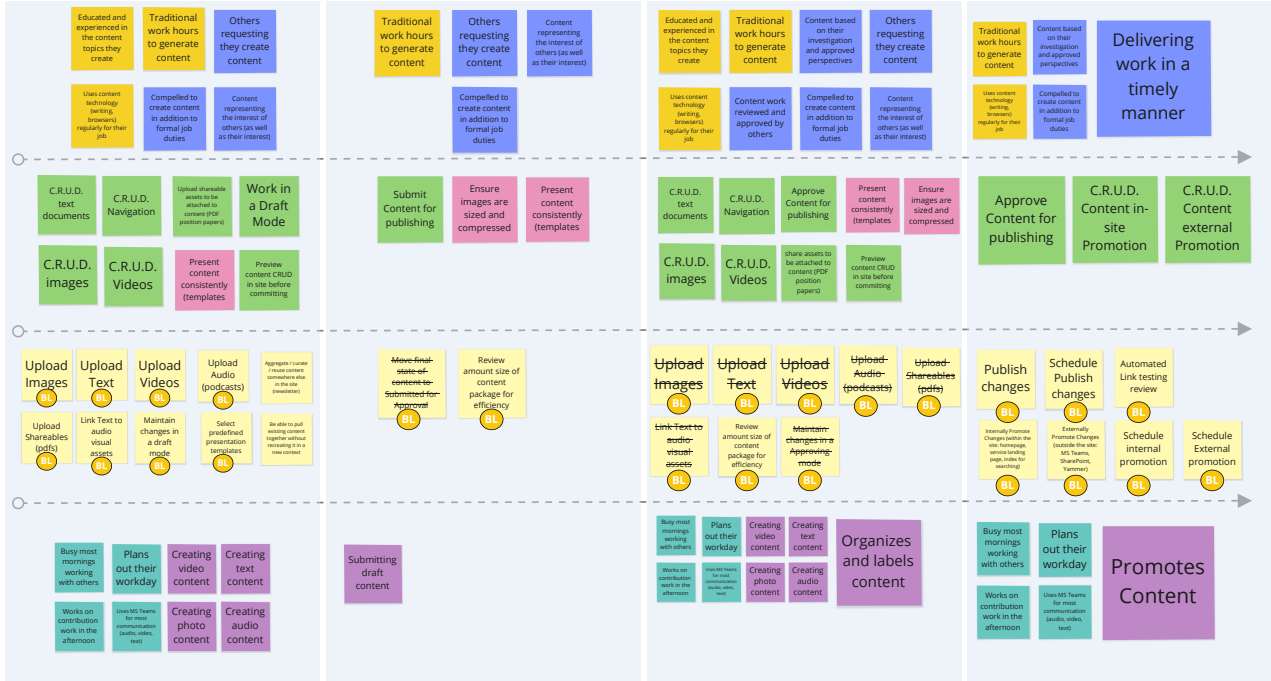 Educated and
experienced in
the content
topics they
create
Traditional
work hours
to generate
content
Others
requesting
they create
content
Uses content
technology
(writing,
browsers)
regularly for their
job
Compelled to
create content
in addition to
formal job
duties
Content
representing
the interest of
others (as well
as their interest)
Traditional
work hours
to generate
content
Others
requesting
they create
content
Content
representing
the interest of
others (as well
as their interest)
Compelled to
create content
in addition to
formal job
duties
Educated and
experienced in
the content
topics they
create
Traditional
work hours
to generate
content
Content based
on their
investigation
and approved
perspectives
Others
requesting
they create
content
Uses content
technology
(writing,
browsers)
regularly for their
job
Content work
reviewed and
approved by
others
Compelled to
create content
in addition to
formal job
duties
Content
representing
the interest of
others (as well
as their interest)
Traditional
work hours
to generate
content
Content based
on their
investigation
and approved
perspectives
Delivering
work in a
timely
manner
Uses content
technology
(writing, browsers)
regularly for their
job
Compelled to
create content
in addition to
formal job
duties
C.R.U.D.
text
documents
C.R.U.D.
Navigation
Upload shareable
assets to be
attached to
content (PDF
position papers)
Work in
a Draft
Mode
C.R.U.D.
images
C.R.U.D.
Videos
Present
content
consistently
(templates
Preview
content CRUD
in site before
committing
Submit
Content for
publishing
Ensure
images are
sized and
compressed
Present
content
consistently
(templates
C.R.U.D.
text
documents
C.R.U.D.
Navigation
Approve
Content for
publishing
Present
content
consistently
(templates
Ensure
images are
sized and
compressed
C.R.U.D.
images
C.R.U.D.
Videos
share assets to
be attached to
content (PDF
position
papers)
Preview
content CRUD
in site before
committing
Approve
Content for
publishing
C.R.U.D.
Content in-
site
Promotion
C.R.U.D.
Content
external
Promotion
Upload
Images
BL
Upload
Text
BL
Upload
Videos
BL
Upload
Audio
(podcasts)
BL
Aggregate / curate
/ reuse content
somewhere else in
the site
(newsletter)
Upload
Shareables
(pdfs)
BL
Link Text to
audio
visual
assets
BL
Maintain
changes in
a draft
mode
BL
Select
predefined
presentation
templates
BL
Be able to pull
existing content
together without
recreating it in a
new context
Move final
state of
content to
Submitted for
Approval
BL
Review
amount size of
content
package for
efficiency
BL
Upload
Images
BL
Upload
Text
BL
Upload
Videos
BL
Upload
Audio
(podcasts)
BL
Upload
Shareables
(pdfs)
BL
Link Text to
audio
visual
assets
BL
Review
amount size of
content
package for
efficiency
BL
Maintain
changes in a
Approving
mode
BL
Publish
changes
BL
Schedule
Publish
changes
BL
Automated
Link testing
review
BL
Internally Promote
Changes (within the
site: homepage,
service landing
page, index for
searching)
BL
Externally
Promote Changes
(outside the site:
MS Teams,
SharePoint,
Yammer)
BL
Schedule
internal
promotion
BL
Schedule
External
promotion
BL
Busy most
mornings
working
with others
Plans
out their
workday
Creating
video
content
Creating
text
content
Works on
contribution
work in the
afternoon
Uses MS Teams
for most
communication
(audio, video,
text)
Creating
photo
content
Creating
audio
content
Submitting
draft
content
Busy most
mornings
working
with others
Plans
out their
workday
Creating
video
content
Creating
text
content
Organizes
and labels
content
Works on
contribution
work in the
afternoon
Uses MS Teams
for most
communication
(audio, video,
text)
Creating
photo
content
Creating
audio
content
Busy most
mornings
working
with others
Plans
out their
workday
Promotes
Content
Works on
contribution
work in the
afternoon
Uses MS Teams
for most
communication
(audio, video,
text)